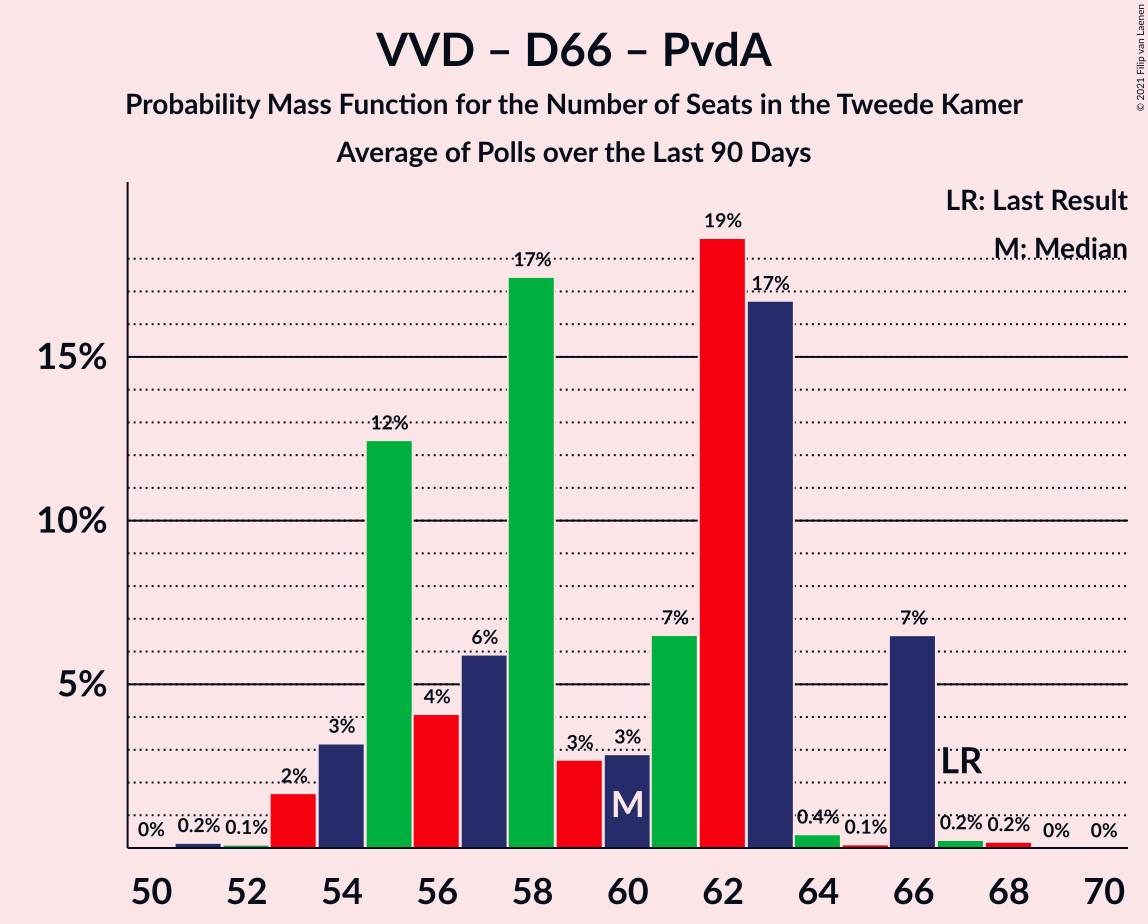 VVD – D66 – PvdA
Probability Mass Function for the Number of Seats in the Tweede Kamer
Average of Polls over the Last 90 Days
© 2021 Filip van Laenen
LR: Last Result
M: Median
15%
10%
5%
0%
0.2%
0.1%
2%
3%
12%
4%
6%
17%
3%
3%
7%
19%
17%
0.4%
0.1%
7%
0.2%
0.2%
0%
0%
M
LR
50 52 54 56 58 60 62 64 66 68 70